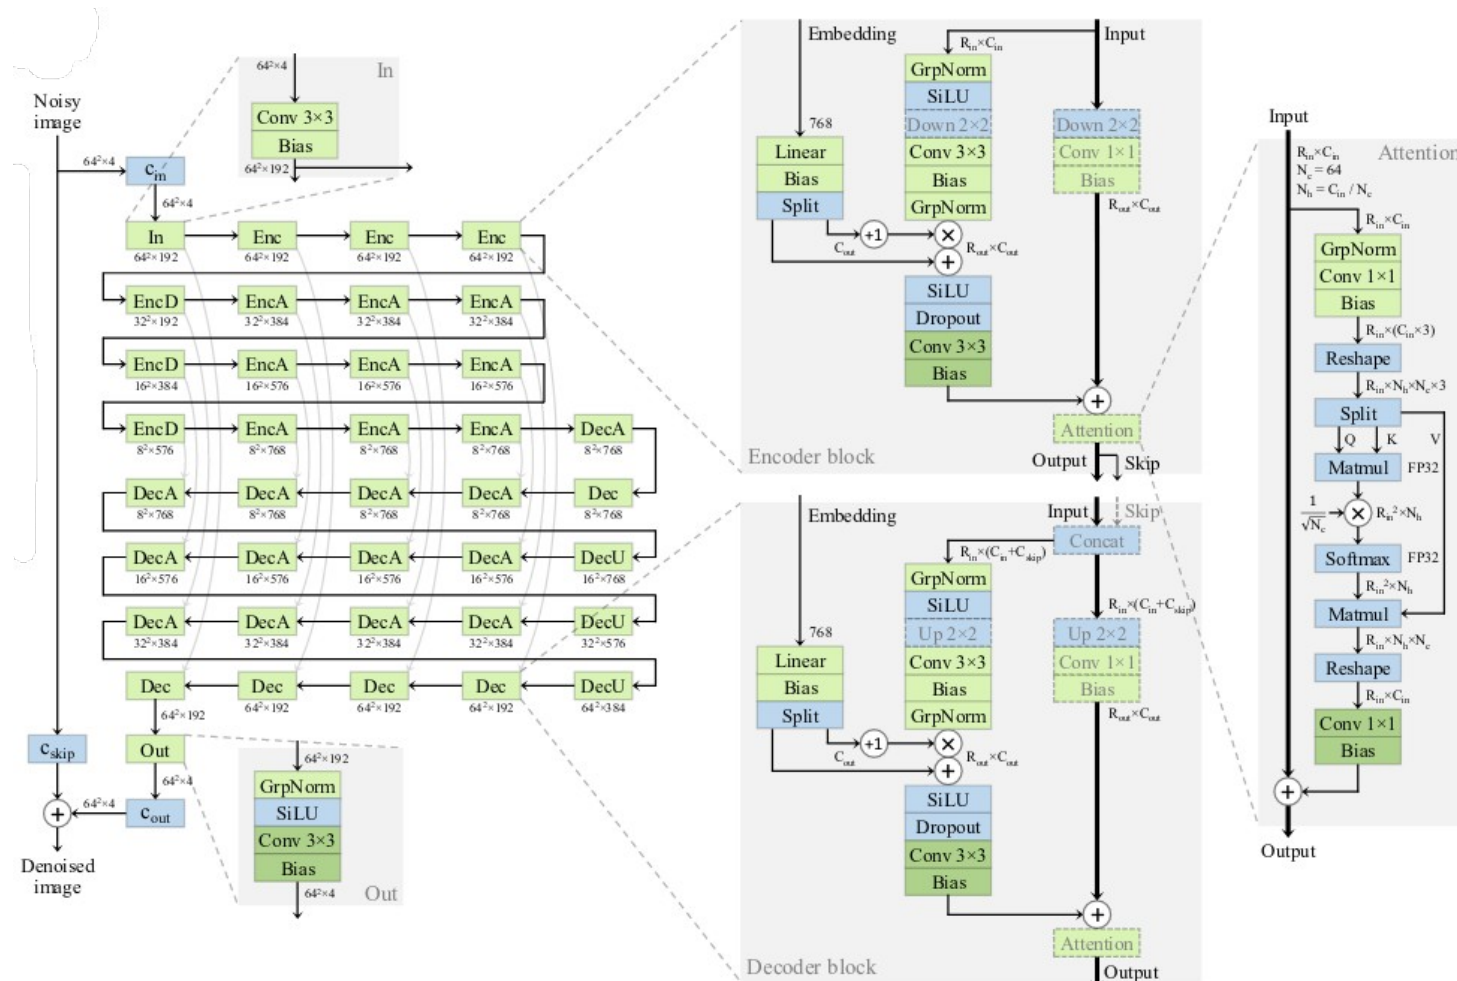 Noisy
image
64²×4
c_in
64²×4
64²×4
In
Conv 3×3
Bias
64²×192
In
Enc
Enc
Enc
64²×192
64²×192
64²×192
64²×192
EncD
EncA
EncA
EncA
32²×192
32²×384
32²×384
32²×384
EncD
EncA
EncA
EncA
16²×384
16²×576
16²×576
16²×576
EncD
EncA
EncA
EncA
DecA
8²×576
8²×768
8²×768
8²×768
8²×768
DecA
DecA
DecA
DecA
Dec
8²×768
8²×768
8²×768
8²×768
8²×768
DecA
DecA
DecA
DecA
DecU
16²×576
16²×576
16²×576
16²×576
16²×768
DecA
DecA
DecA
DecA
DecU
32²×384
32²×384
32²×384
32²×384
32²×576
Dec
Dec
Dec
Dec
DecU
64²×192
64²×192
64²×192
64²×192
64²×384
c_skip
Out
64²×4
64²×4
c_out
Denoised
image
64²×192
GrpNorm
SiLU
Conv 3×3
Bias
64²×4
Out
Embedding
Input
R_in×C_in
GrpNorm
SiLU
Down 2×2
Conv 3×3
Bias
GrpNorm
Down 2×2
Conv 1×1
Bias
R_out×C_out
768
Linear
Bias
Split
C_out
+1
×
+
R_out×C_out
SiLU
Dropout
Conv 3×3
Bias
+
Attention
Encoder block
Output
Skip
Embedding
Input
Skip
Concat
R_in×(C_in+C_skip)
GrpNorm
SiLU
Up 2×2
Conv 3×3
Bias
GrpNorm
R_in×(C_in+C_skip)
Up 2×2
Conv 1×1
Bias
R_out×C_out
768
Linear
Bias
Split
C_out
+1
×
+
R_out×C_out
SiLU
Dropout
Conv 3×3
Bias
+
Attention
Decoder block
Output
Input
Attention
R_in×C_in
N_c = 64
N_h = C_in / N_c
R_in×C_in
GrpNorm
Conv 1×1
Bias
R_in×(C_in×3)
Reshape
R_in×N_h×N_c×3
Split
Q
K
V
Matmul
FP32
1/√N_c
×
R_in²×N_h
Softmax
FP32
R_in²×N_h
Matmul
R_in×N_h×N_c
Reshape
R_in×C_in
Conv 1×1
Bias
+
Output